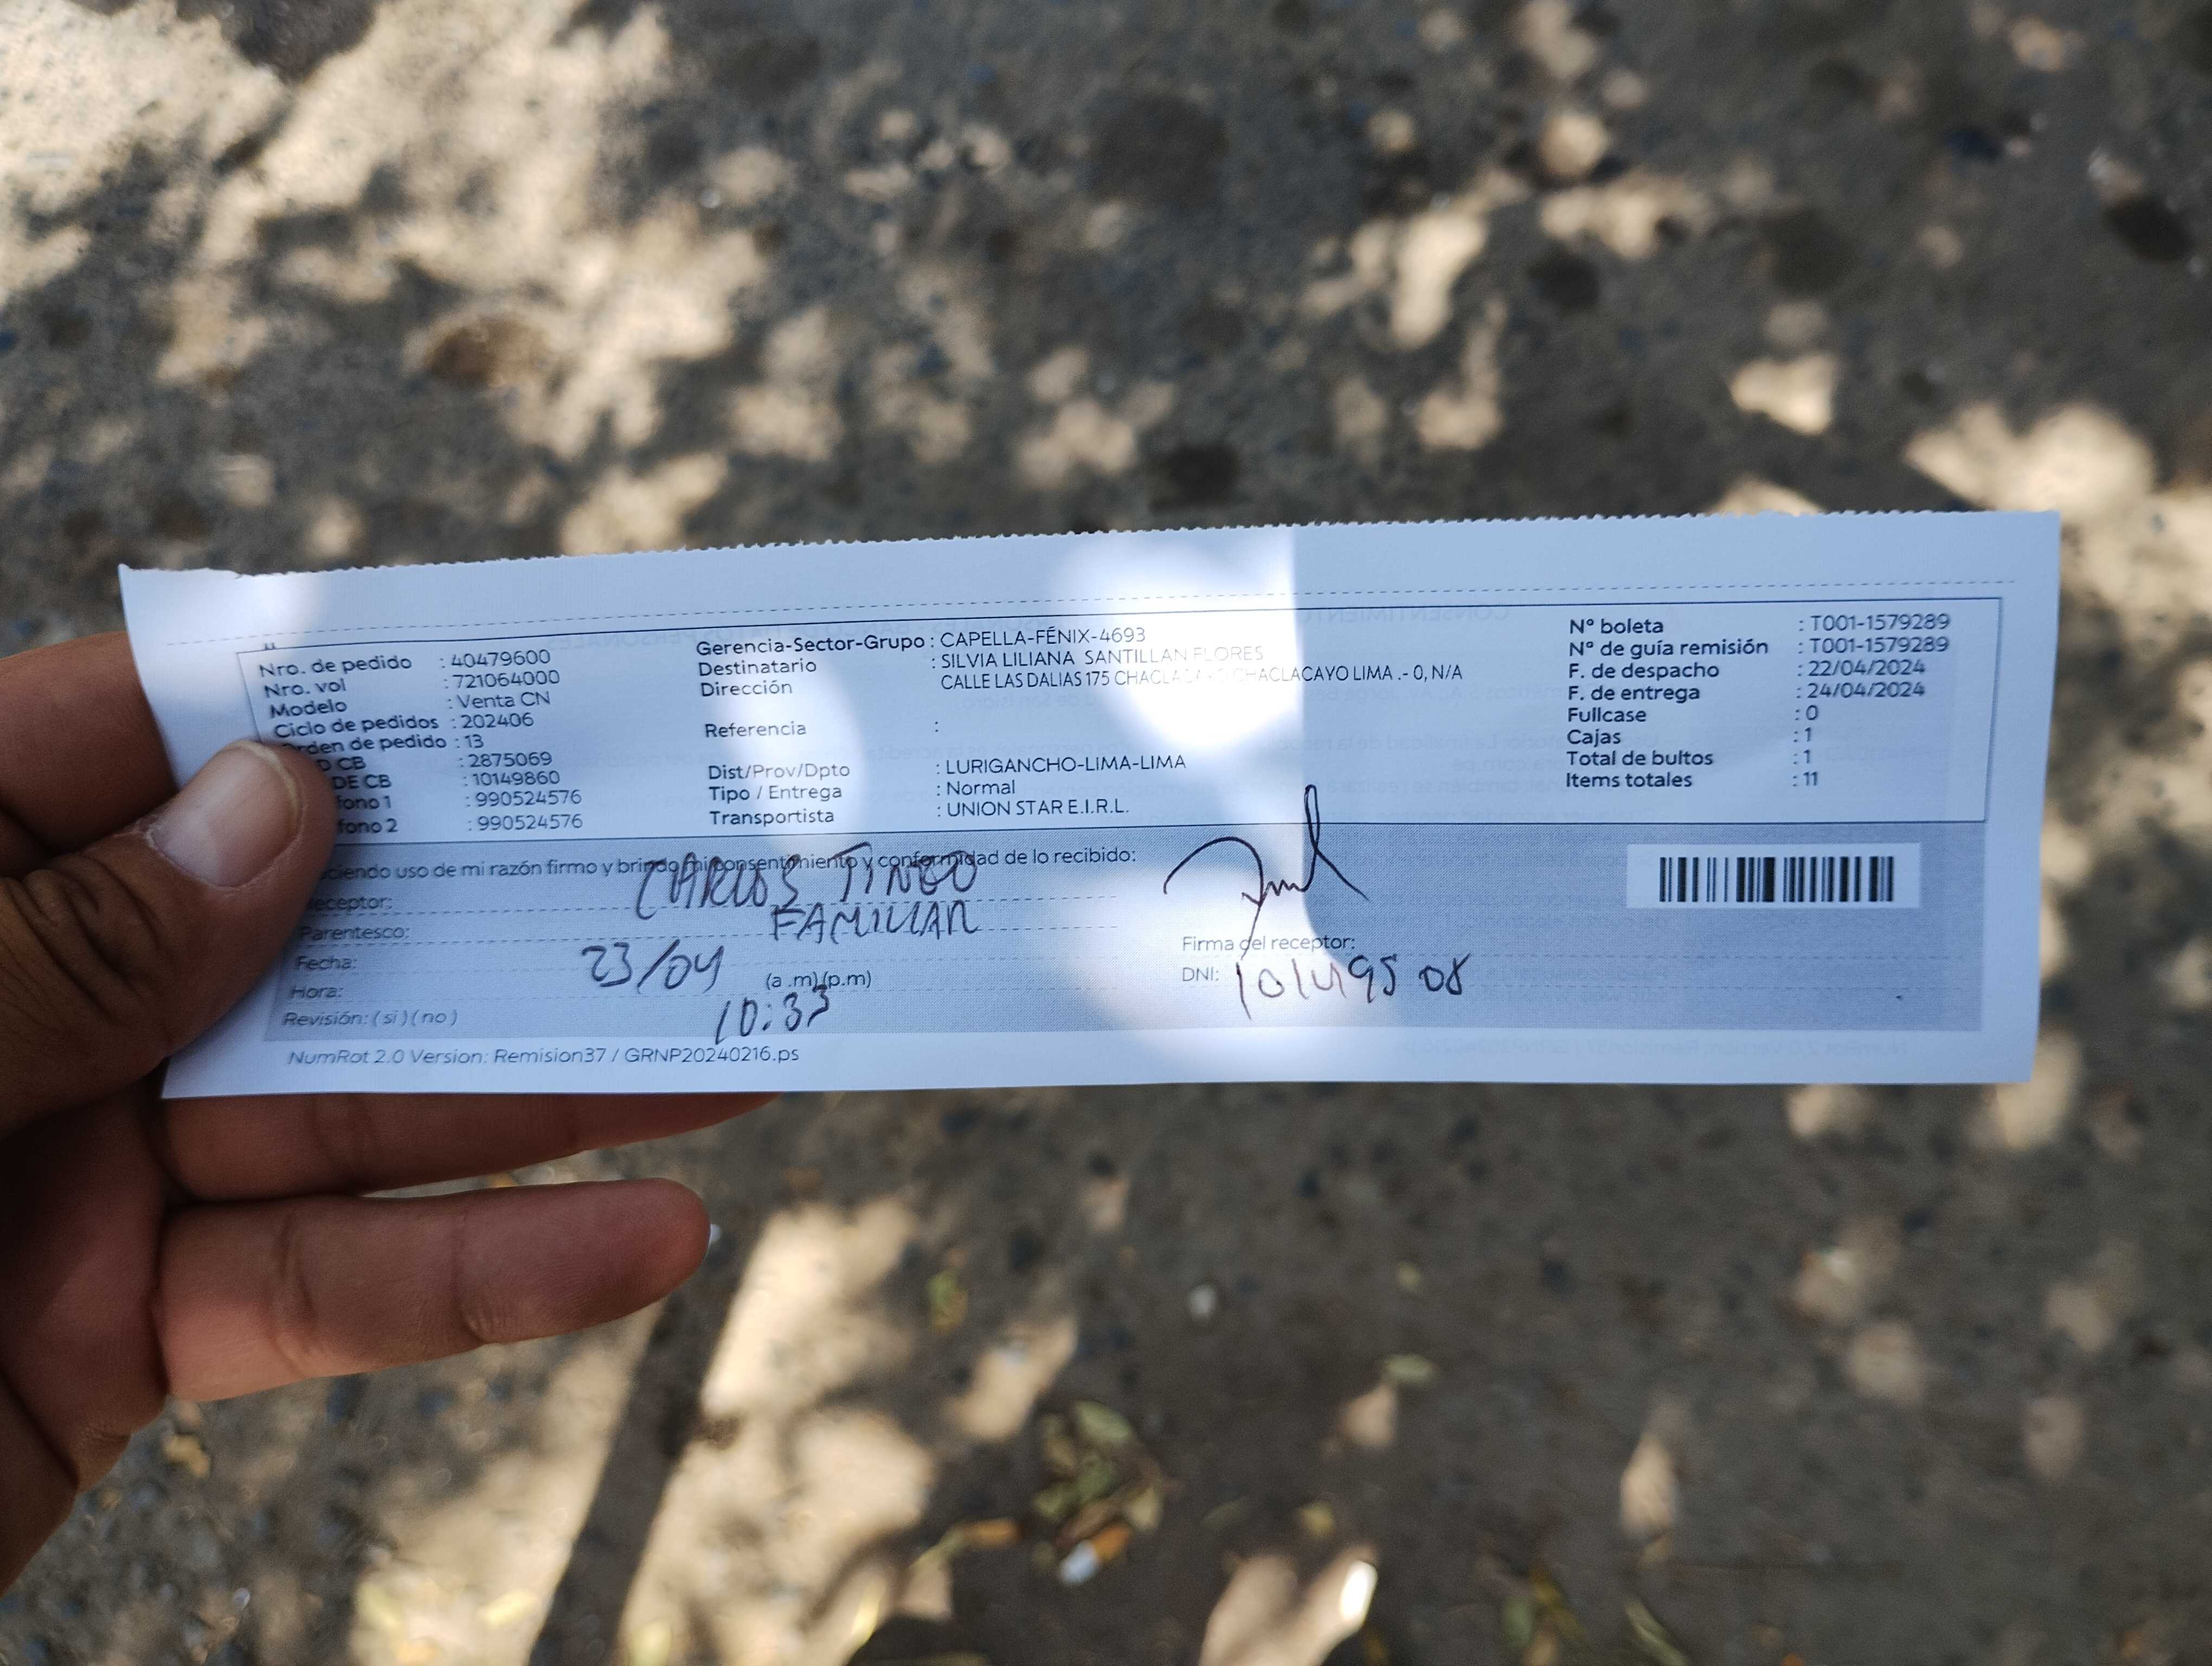 Nro. de pedido : 40479600
Nro. vol : 721064000
Modelo : Venta CN
Ciclo de pedidos : 202406
rden de pedido : 13
D CB : 2875069
DE CB : 10149860
fono 1 : 990524576
fono 2 : 990524576
Gerencia-Sector-Grupo : CAPELLA-FÉNIX-4693
Destinatario : SILVIA LILIANA SANTILLAN FLORES
Dirección CALLE LAS DALIAS 175 CHACLACAYO CHACLACAYO LIMA .- 0, N/A
Referencia :
Dist/Prov/Dpto : LURIGANCHO-LIMA-LIMA
Tipo / Entrega : Normal
Transportista : UNION STAR E.I.R.L.
N° boleta : T001-1579289
N° de guía remisión : T001-1579289
F. de despacho : 22/04/2024
F. de entrega : 24/04/2024
Fullcase : 0
Cajas : 1
Total de bultos : 1
Items totales : 11
ciendo uso de mi razón firmo y brindo mi consentimiento y conformidad de lo recibido:
eceptor: CARLOS TINEO
Parentesco: FAMILIAR
Fecha: 23/04
Hora: (a .m) (p.m) 10:33
Revisión: ( si ) ( no )
Firma del receptor:
DNI:
NumRot 2.0 Version: Remision37 / GRNP20240216.ps